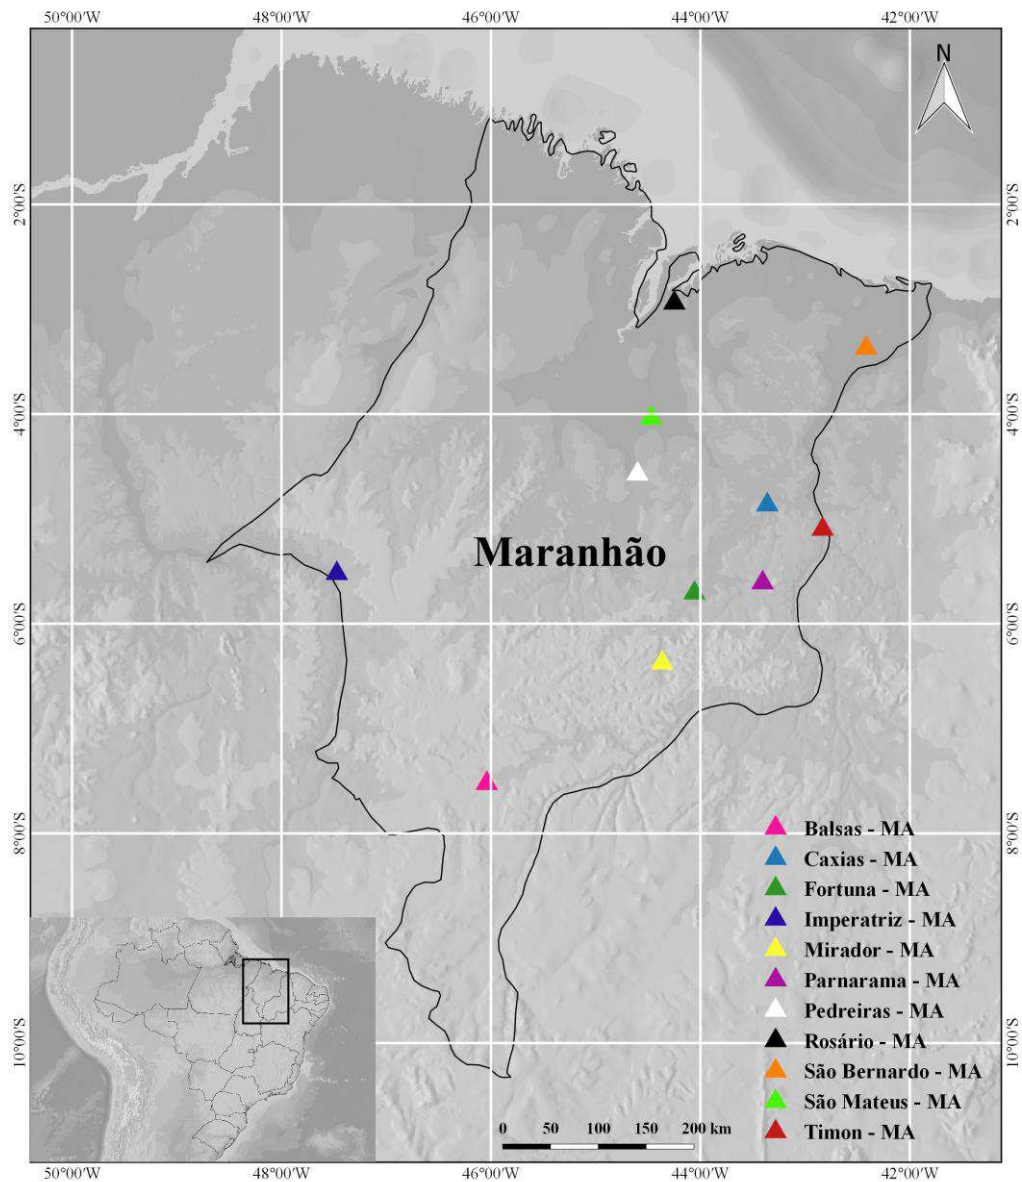 50°00'W 48°00'W 46°00'W 44°00'W 42°00'W
N
2°00'S 2°00'S
4°00'S 4°00'S
Maranhão
6°00'S 6°00'S
8°00'S 8°00'S
Balsas - MA
Caxias - MA
Fortuna - MA
Imperatriz - MA
Mirador - MA
Parnarama - MA
Pedreiras - MA
Rosário - MA
São Bernardo - MA
São Mateus - MA
Timon - MA
10°00'S 10°00'S
0 50 100 150 200 km
50°00'W 48°00'W 46°00'W 44°00'W 42°00'W